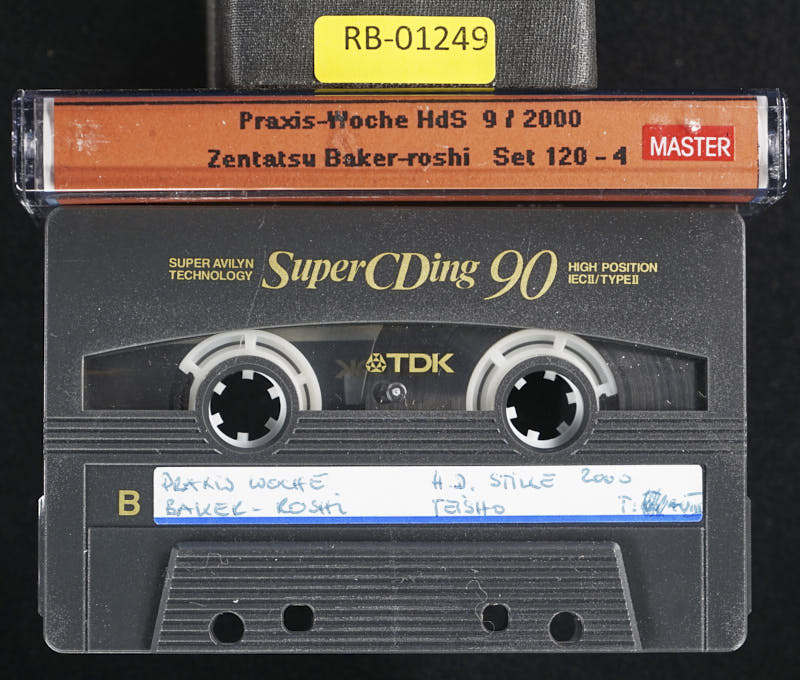 RB-01249
Praxis-Woche HdS 9 / 2000
Zentatsu Baker-roshi Set 120 - 4
MASTER
SUPER AVILYN
TECHNOLOGY
SuperCDing 90
HIGH POSITION
IECII/TYPEII
TDK
B
PRAXIS WOCHE H.D. STILLE 2000
BAKER - ROSHI TEISHO T.